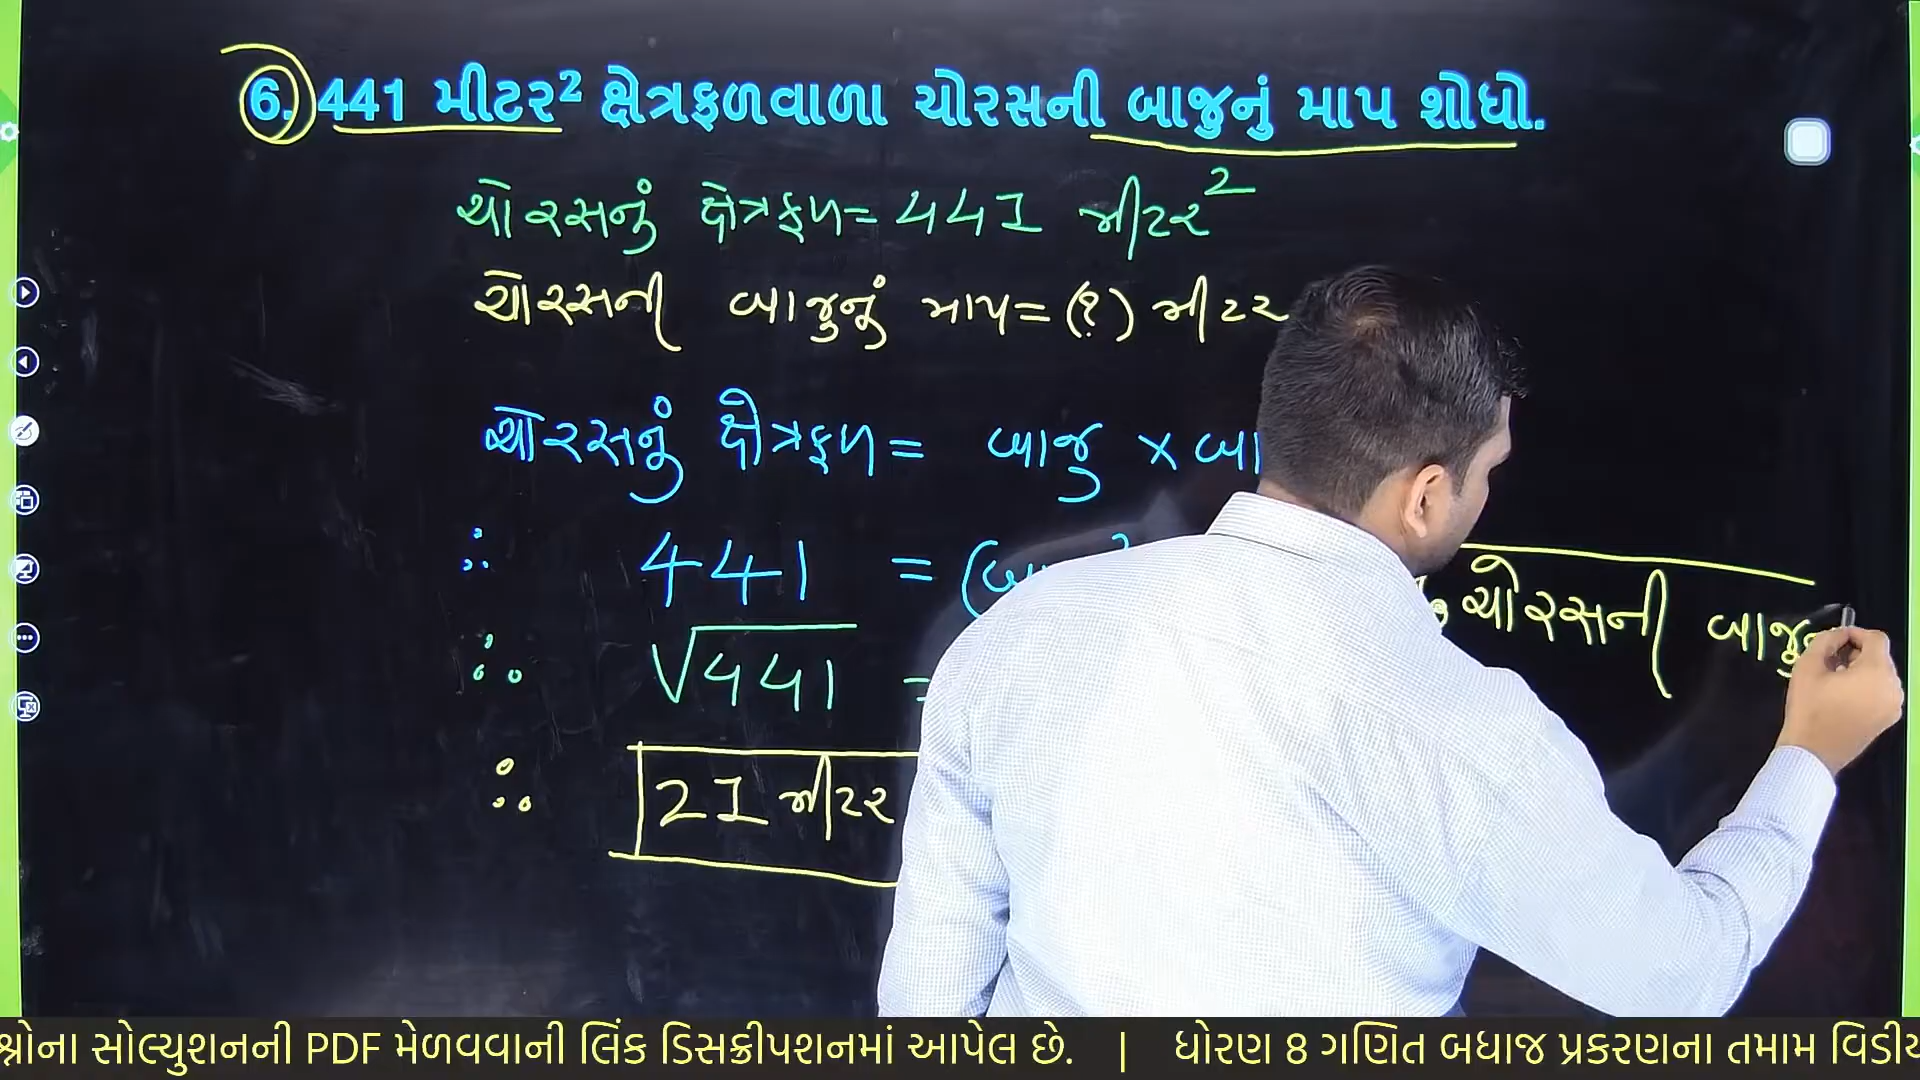 6. 441 મીટર² ક્ષેત્રફળવાળા ચોરસની બાજુનું માપ શોધો.
ચોરસનું ક્ષેત્રફળ = 441 મીટર²
ચોરસની બાજુનું માપ = (?) મીટર
ચોરસનું ક્ષેત્રફળ = બાજુ × બા
∴ 441 = (બા
∴ √441 =
∴ 21 મીટર
ચોરસની બાજુ
શ્નોના સોલ્યુશનની PDF મેળવવાની લિંક ડિસક્રીપશનમાં આપેલ છે. | ધોરણ 8 ગણિત બધાજ પ્રકરણના તમામ વિડીય